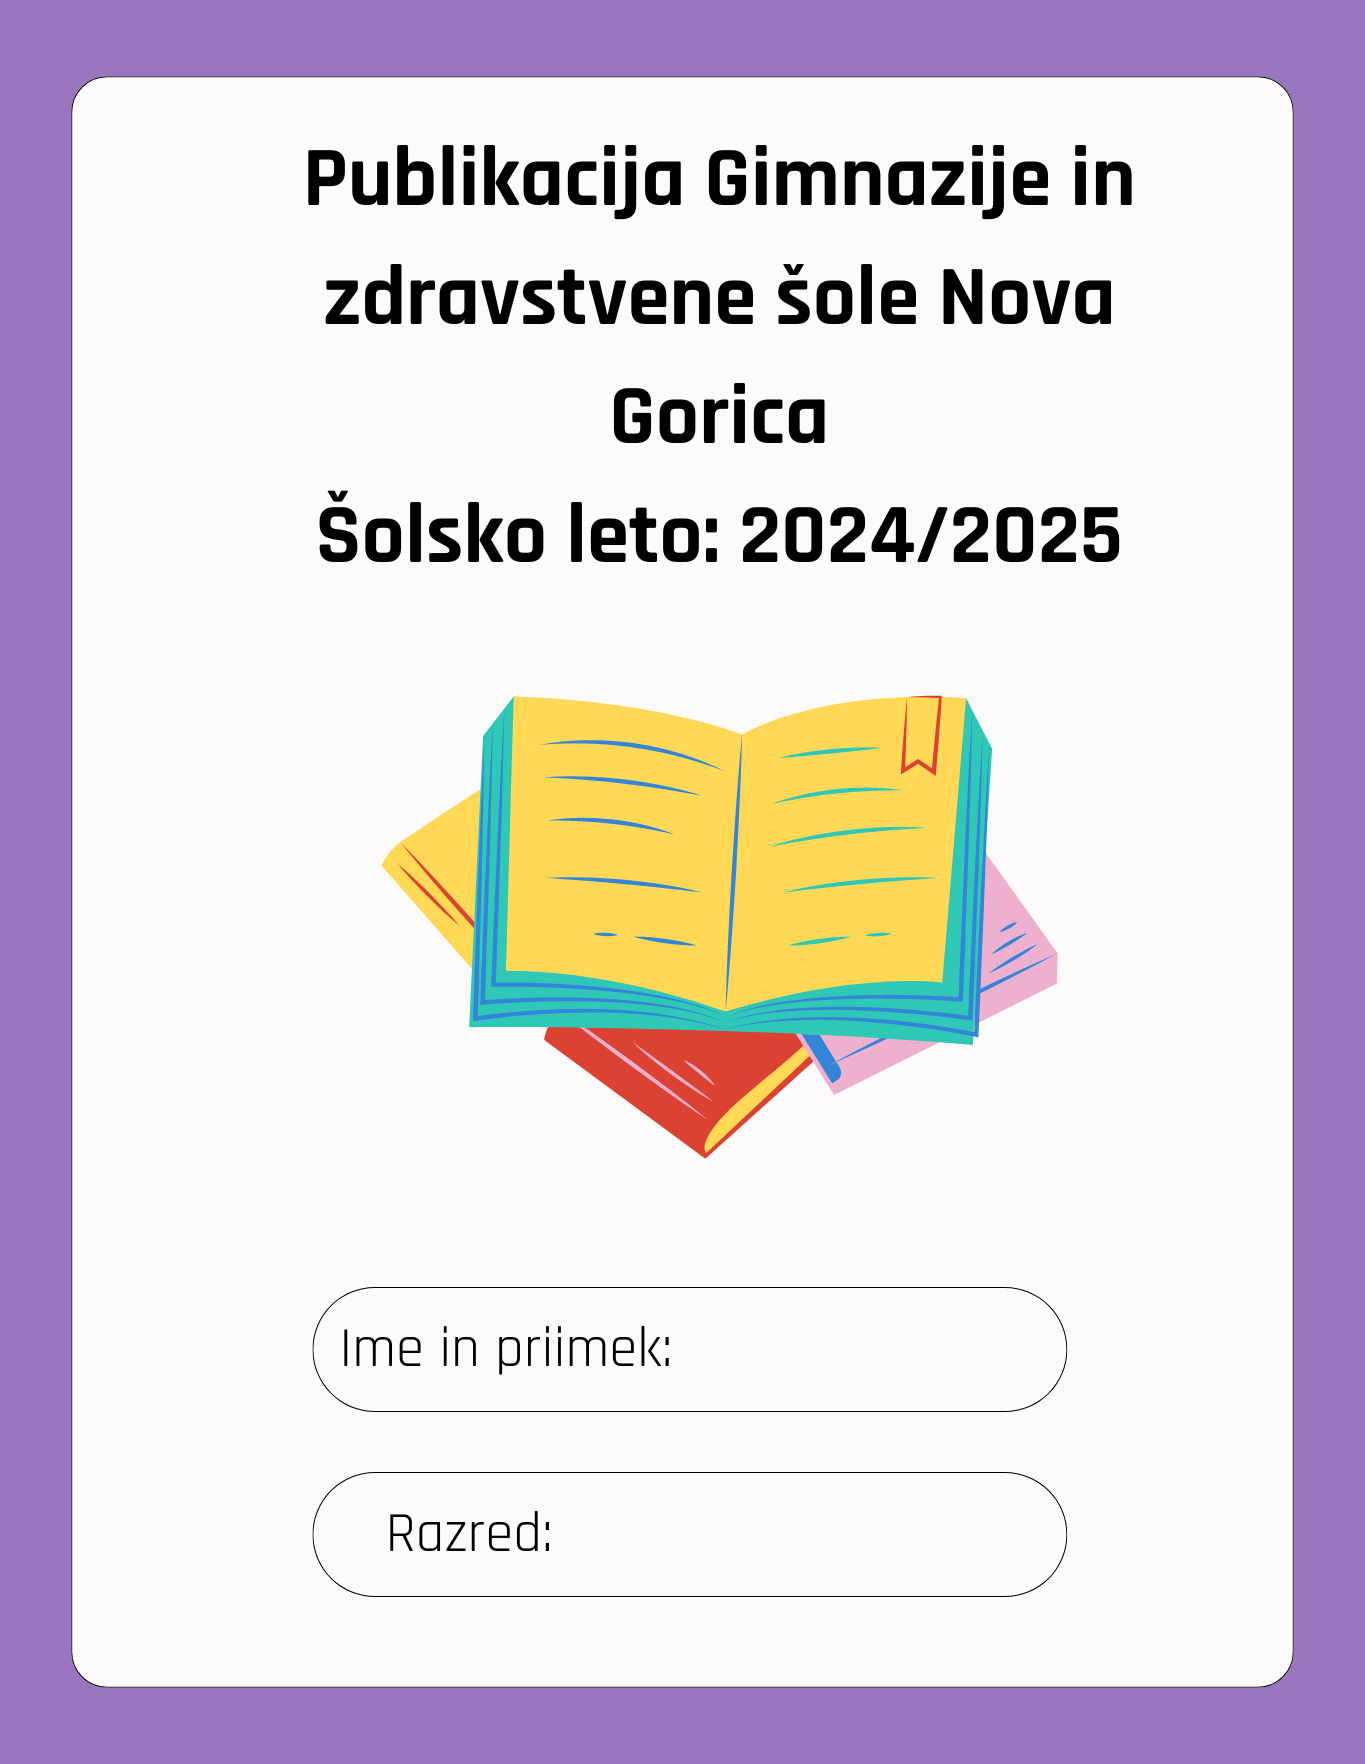 Publikacija Gimnazije in
zdravstvene šole Nova
Gorica
Šolsko leto: 2024/2025
Ime in priimek:
Razred: